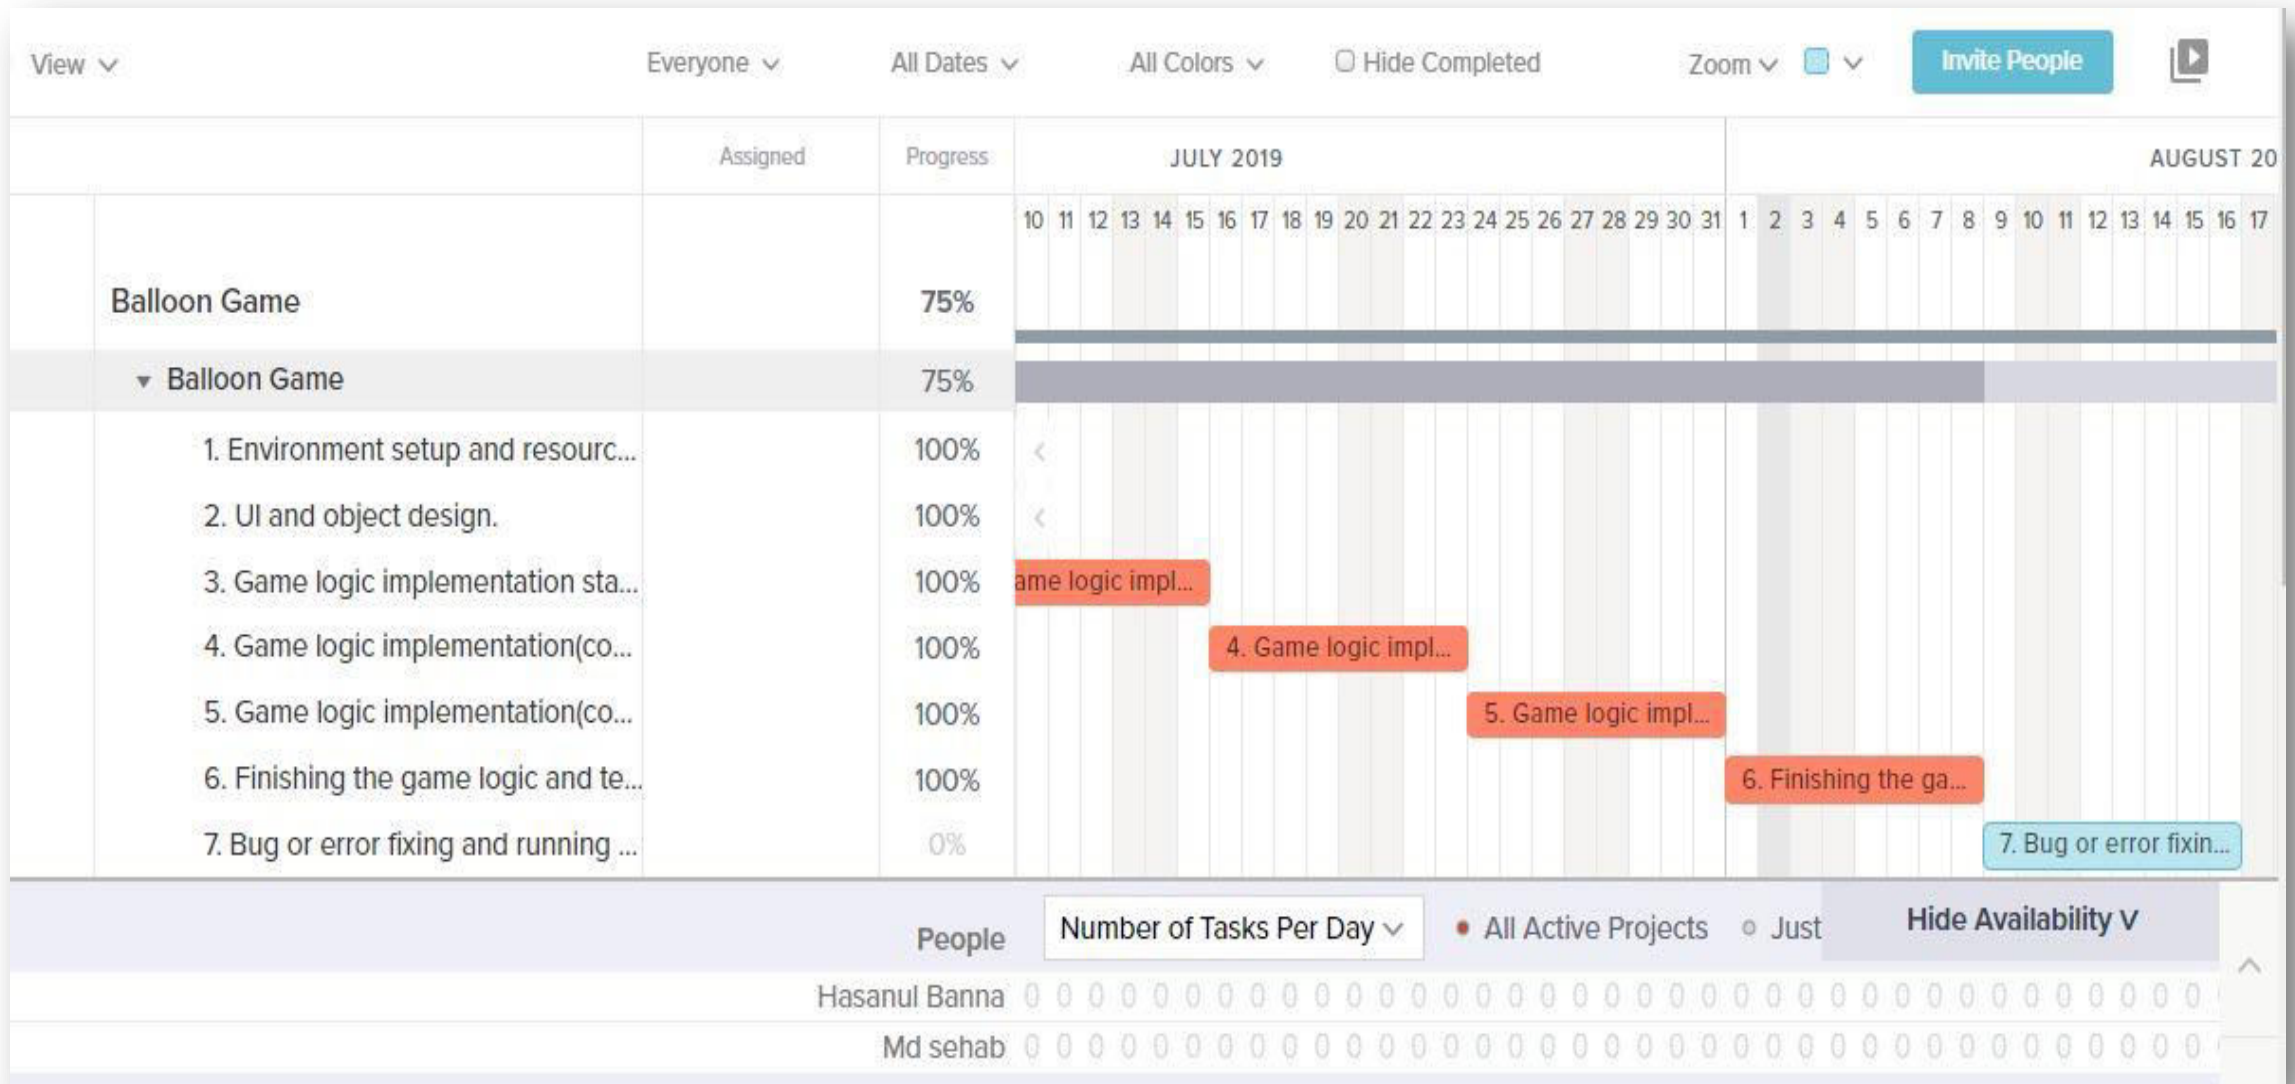 View Everyone All Dates All Colors Hide Completed Zoom Invite People
Assigned Progress JULY 2019 AUGUST 20
10 11 12 13 14 15 16 17 18 19 20 21 22 23 24 25 26 27 28 29 30 31 1 2 3 4 5 6 7 8 9 10 11 12 13 14 15 16 17
Balloon Game 75%
Balloon Game 75%
1. Environment setup and resourc... 100%
2. UI and object design. 100%
3. Game logic implementation sta... 100% ame logic impl...
4. Game logic implementation(co... 100% 4. Game logic impl...
5. Game logic implementation(co... 100% 5. Game logic impl...
6. Finishing the game logic and te... 100% 6. Finishing the ga...
7. Bug or error fixing and running ... 0% 7. Bug or error fixin...
People Number of Tasks Per Day All Active Projects Just Hide Availability V
Hasanul Banna 0 0 0 0 0 0 0 0 0 0 0 0 0 0 0 0 0 0 0 0 0 0 0 0 0 0 0 0 0 0 0 0 0 0 0 0 0
Md sehab 0 0 0 0 0 0 0 0 0 0 0 0 0 0 0 0 0 0 0 0 0 0 0 0 0 0 0 0 0 0 0 0 0 0 0 0 0